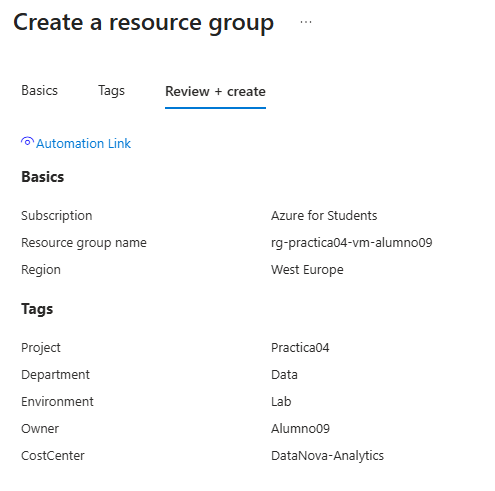 Create a resource group ...
Basics Tags Review + create
Automation Link
Basics
Subscription Azure for Students
Resource group name rg-practica04-vm-alumno09
Region West Europe
Tags
Project Practica04
Department Data
Environment Lab
Owner Alumno09
CostCenter DataNova-Analytics